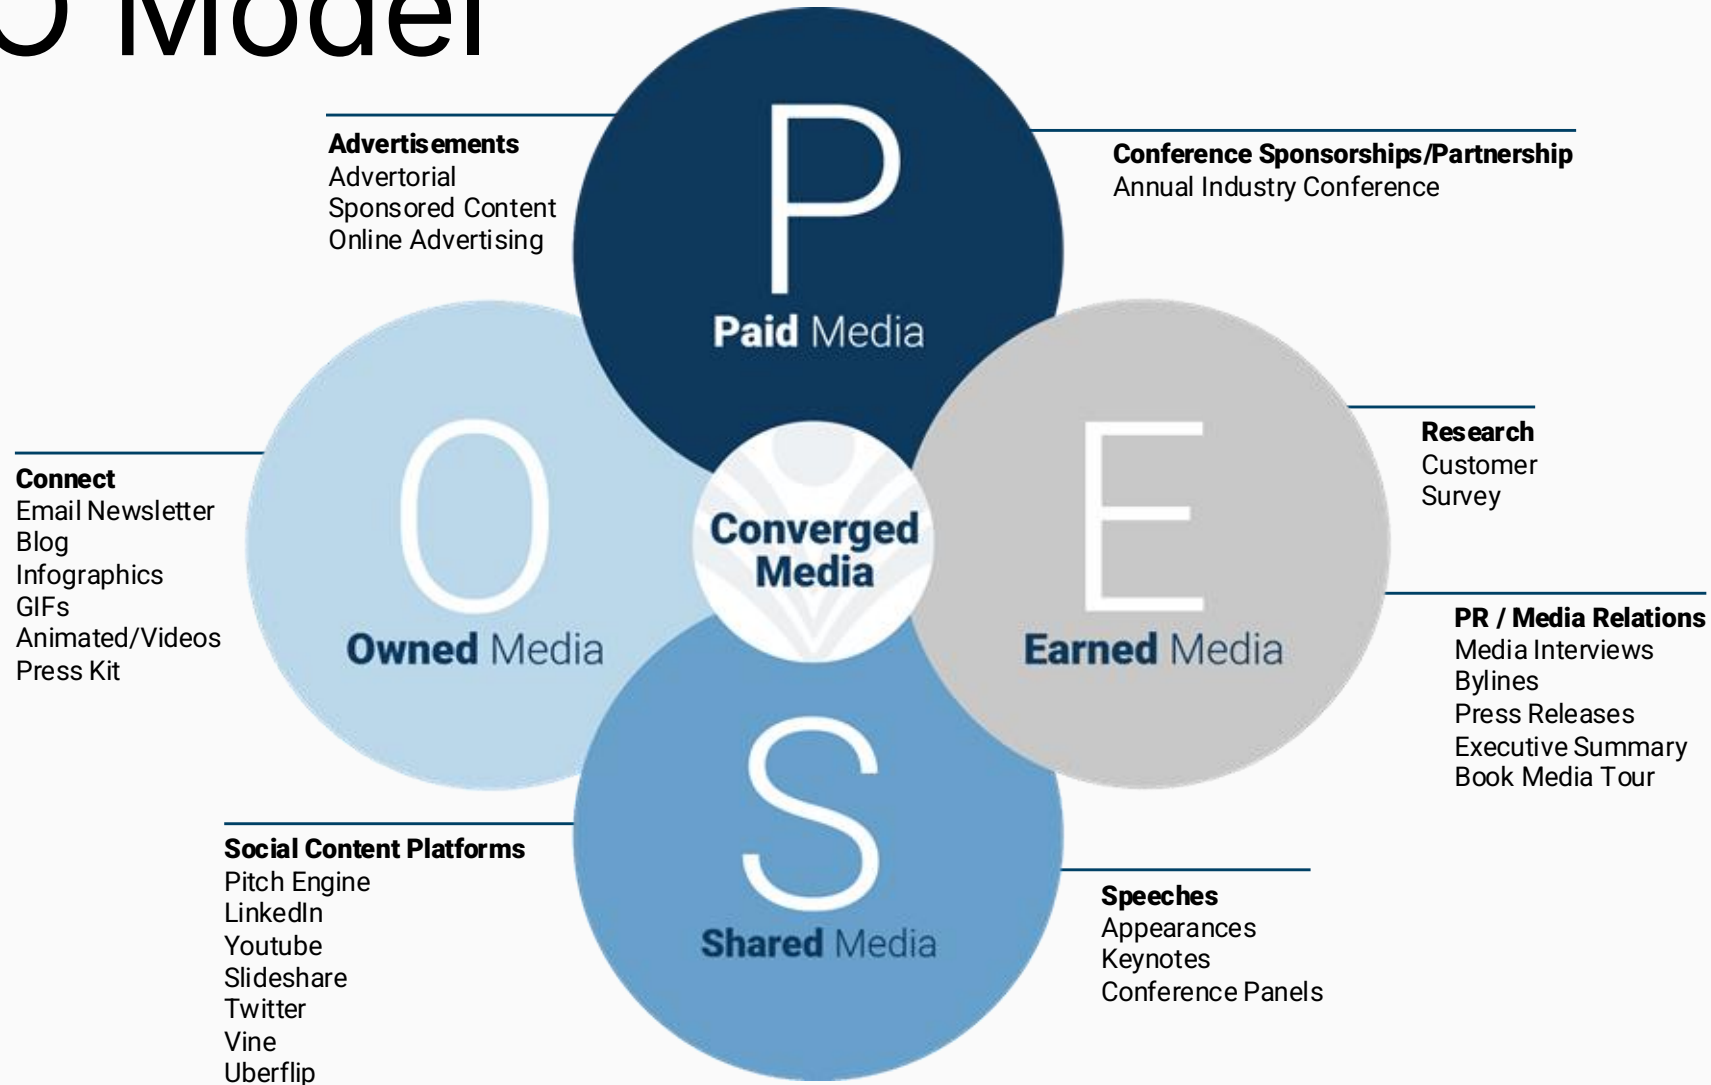 O Model
P
Paid Media
Advertisements
Advertorial
Sponsored Content
Online Advertising
Conference Sponsorships/Partnership
Annual Industry Conference
O
Owned Media
Connect
Email Newsletter
Blog
Infographics
GIFs
Animated/Videos
Press Kit
Converged
Media
E
Earned Media
Research
Customer
Survey
PR / Media Relations
Media Interviews
Bylines
Press Releases
Executive Summary
Book Media Tour
S
Shared Media
Social Content Platforms
Pitch Engine
LinkedIn
Youtube
Slideshare
Twitter
Vine
Uberflip
Speeches
Appearances
Keynotes
Conference Panels